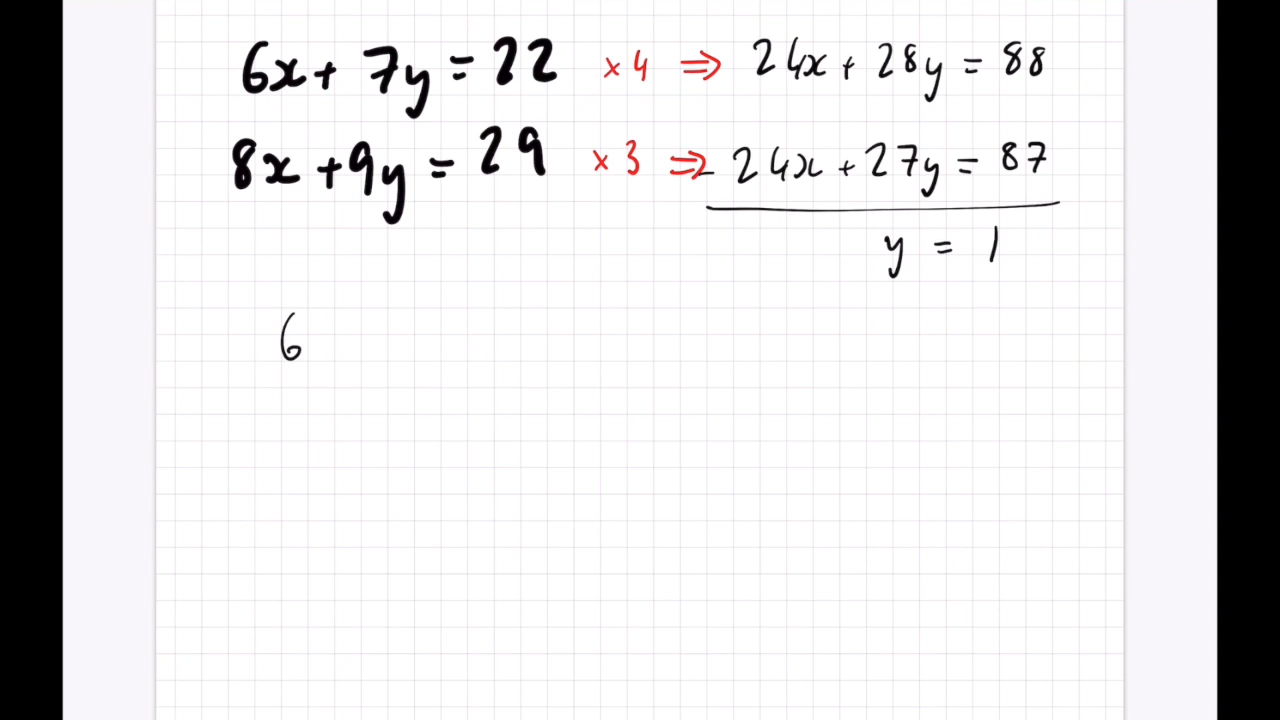 6x + 7y = 22 × 4 ⇒ 24x + 28y = 88
8x + 9y = 29 × 3 ⇒ - 24x + 27y = 87
y = 1
6